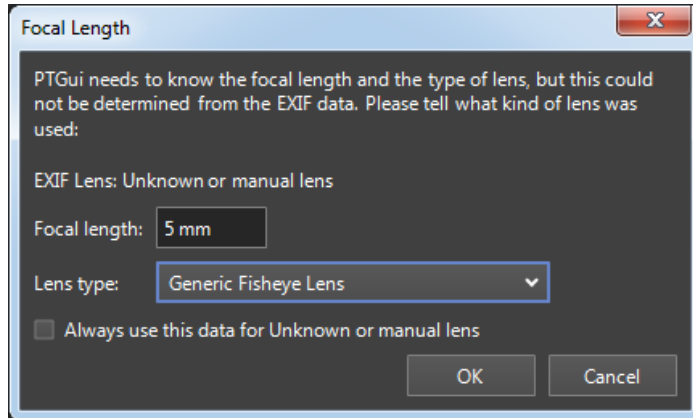 Focal Length
PTGui needs to know the focal length and the type of lens, but this could
not be determined from the EXIF data. Please tell what kind of lens was
used:
EXIF Lens: Unknown or manual lens
Focal length: 5 mm
Lens type: Generic Fisheye Lens
Always use this data for Unknown or manual lens
OK Cancel